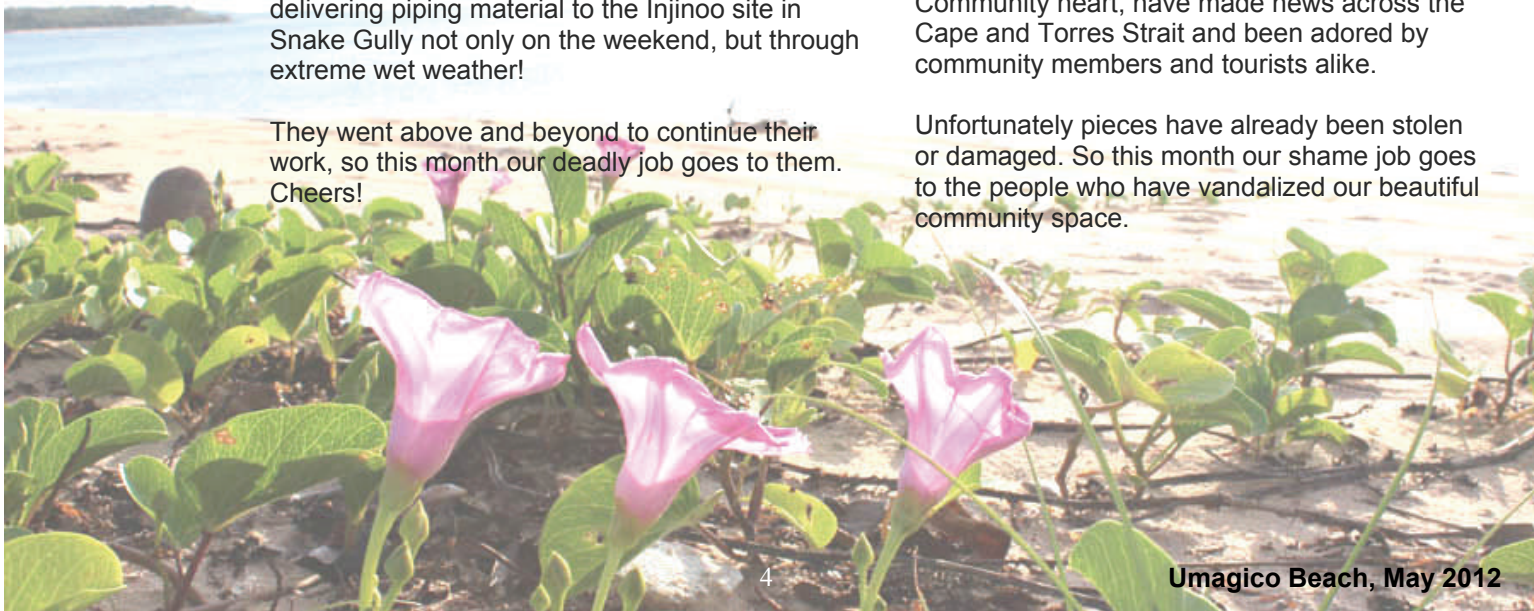 delivering piping material to the Injinoo site in
Snake Gully not only on the weekend, but through
extreme wet weather!
They went above and beyond to continue their
work, so this month our deadly job goes to them.
Cheers!
Community heart, have made news across the
Cape and Torres Strait and been adored by
community members and tourists alike.
Unfortunately pieces have already been stolen
or damaged. So this month our shame job goes
to the people who have vandalized our beautiful
community space.
4
Umagico Beach, May 2012